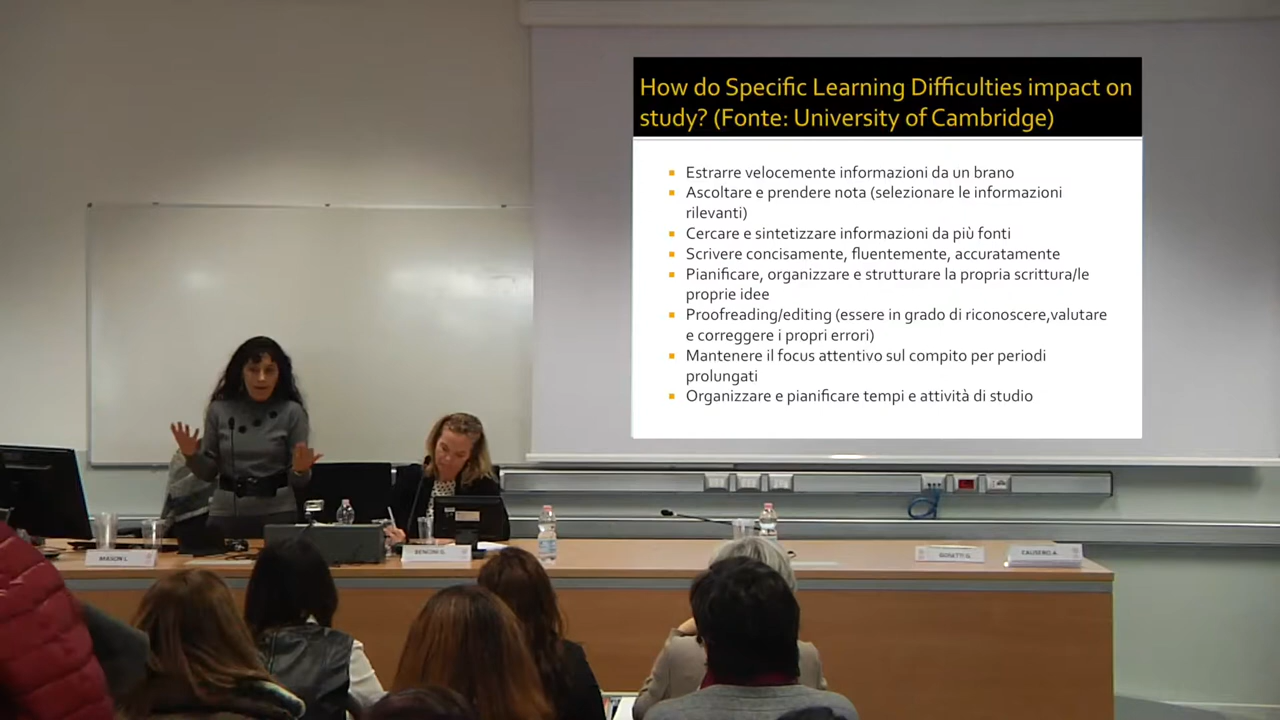 How do Specific Learning Difficulties impact on
study? (Fonte: University of Cambridge)
Estrarre velocemente informazioni da un brano
Ascoltare e prendere nota (selezionare le informazioni
rilevanti)
Cercare e sintetizzare informazioni da più fonti
Scrivere concisamente, fluentemente, accuratamente
Pianificare, organizzare e strutturare la propria scrittura/le
proprie idee
Proofreading/editing (essere in grado di riconoscere,valutare
e correggere i propri errori)
Mantenere il focus attentivo sul compito per periodi
prolungati
Organizzare e pianificare tempi e attività di studio
MASON L.
BENCINI G.
CAUSERO A.